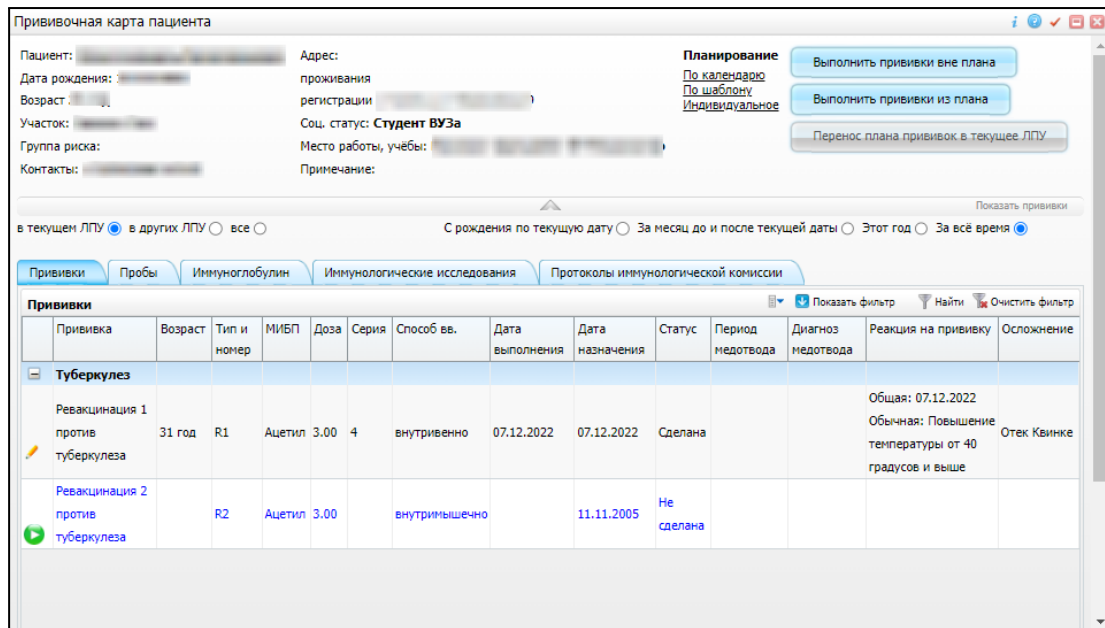 Прививочная карта пациента
Пациент:
Дата рождения:
Возраст
Участок:
Группа риска:
Контакты:
Адрес:
проживания
регистрации
Соц. статус: Студент ВУЗа
Место работы, учёбы:
Примечание:
Планирование
По календарю
По шаблону
Индивидуальное
Выполнить прививки вне плана
Выполнить прививки из плана
Перенос плана прививок в текущее ЛПУ
Показать прививки
в текущем ЛПУ в других ЛПУ все С рождения по текущую дату За месяц до и после текущей даты Этот год За всё время
Прививки Пробы Иммуноглобулин Иммунологические исследования Протоколы иммунологической комиссии
Прививки Показать фильтр Найти Очистить фильтр
Прививка Возраст Тип и МИБП Доза Серия Способ вв. Дата Дата Статус Период Диагноз Реакция на прививку Осложнение
номер выполнения назначения медотвода медотвода
Туберкулез
Ревакцинация 1
против
туберкулеза
31 год R1 Ацетил 3.00 4 внутривенно 07.12.2022 07.12.2022 Сделана
Общая: 07.12.2022
Обычная: Повышение
температуры от 40
градусов и выше
Отек Квинке
Ревакцинация 2
против
туберкулеза
R2 Ацетил 3.00 внутримышечно 11.11.2005
Не
сделана